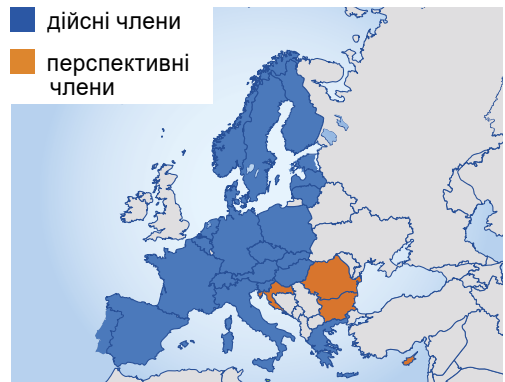 дійсні члени
перспективні
члени